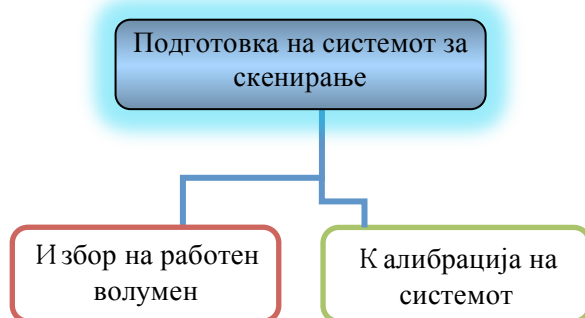 Подготовка на системот за
скенирање
Избор на работен
волумен
Калибрација на
системот